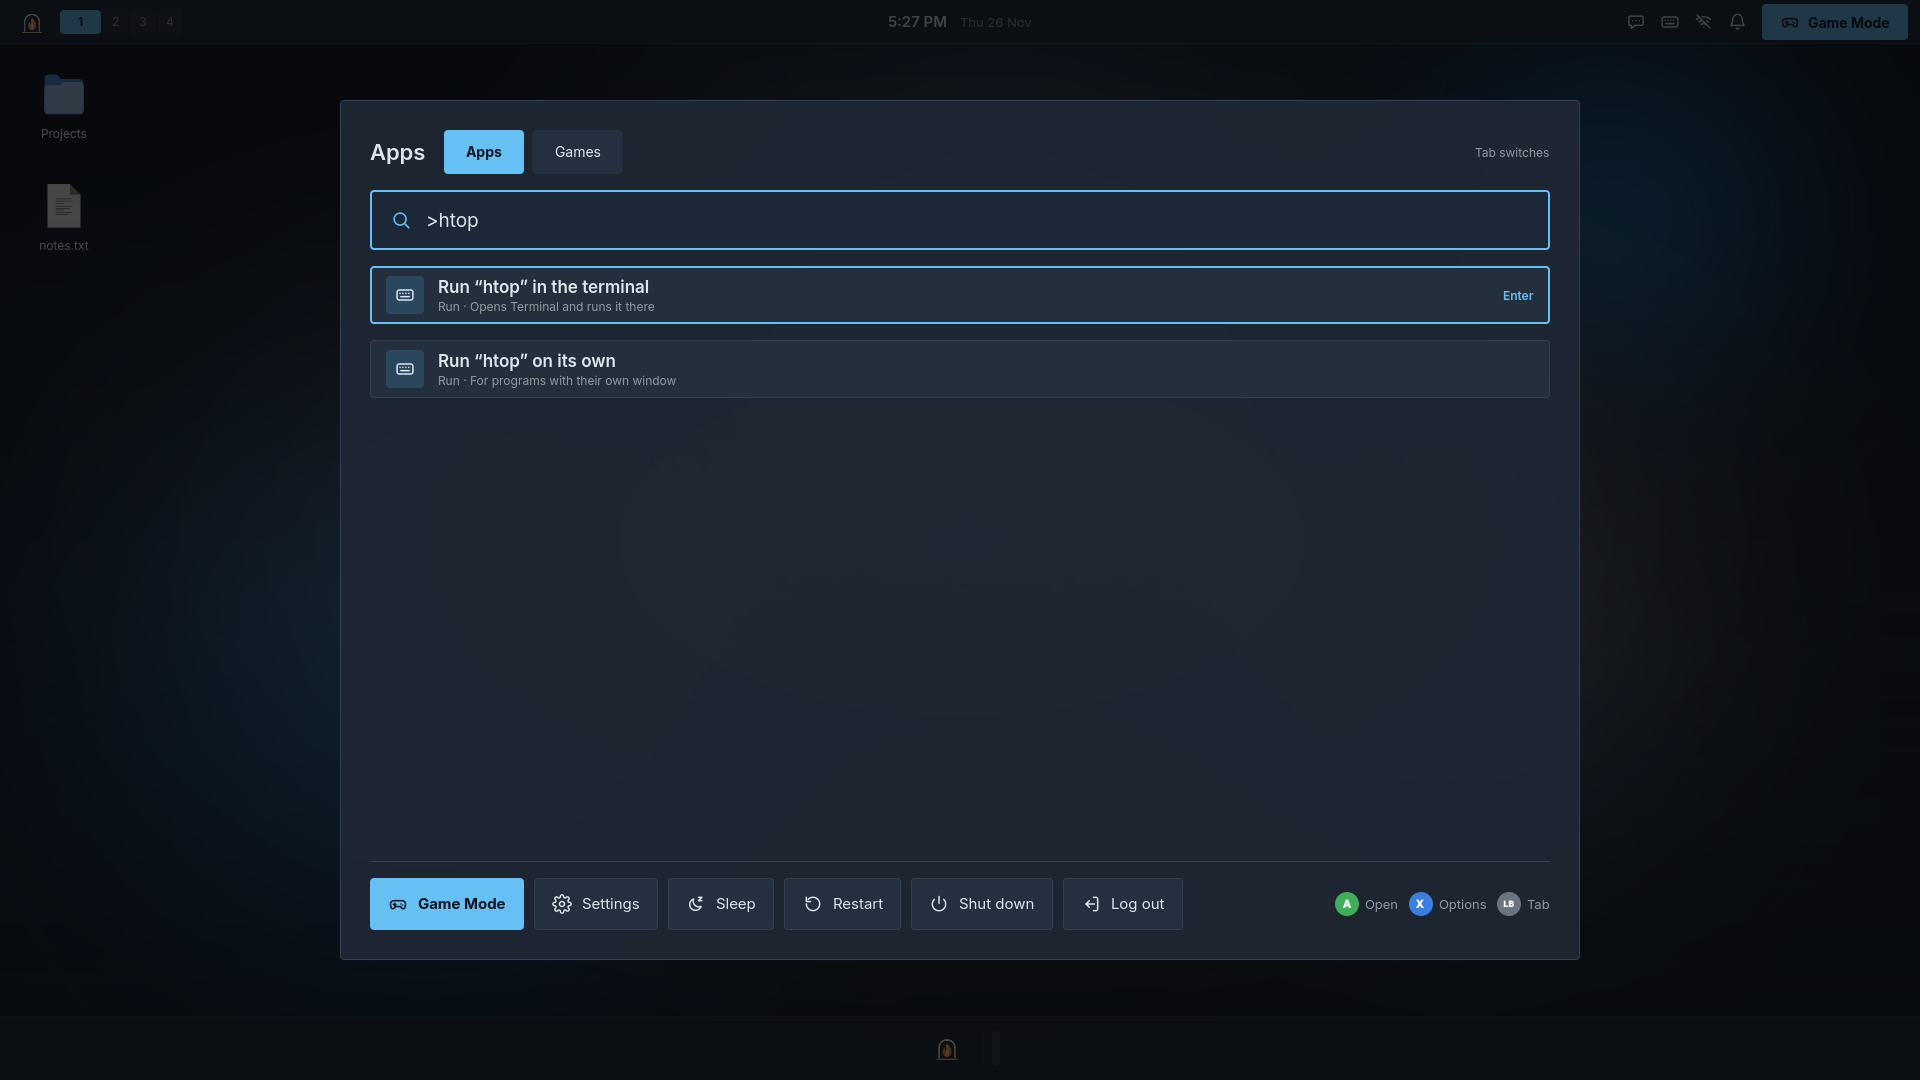 1 2 3 4
5:27 PM Thu 26 Nov
Game Mode
Projects
notes.txt
Apps
Apps
Games
Tab switches
>htop
Run “htop” in the terminal
Run · Opens Terminal and runs it there
Enter
Run “htop” on its own
Run · For programs with their own window
Game Mode
Settings
Sleep
Restart
Shut down
Log out
A Open
X Options
LB Tab